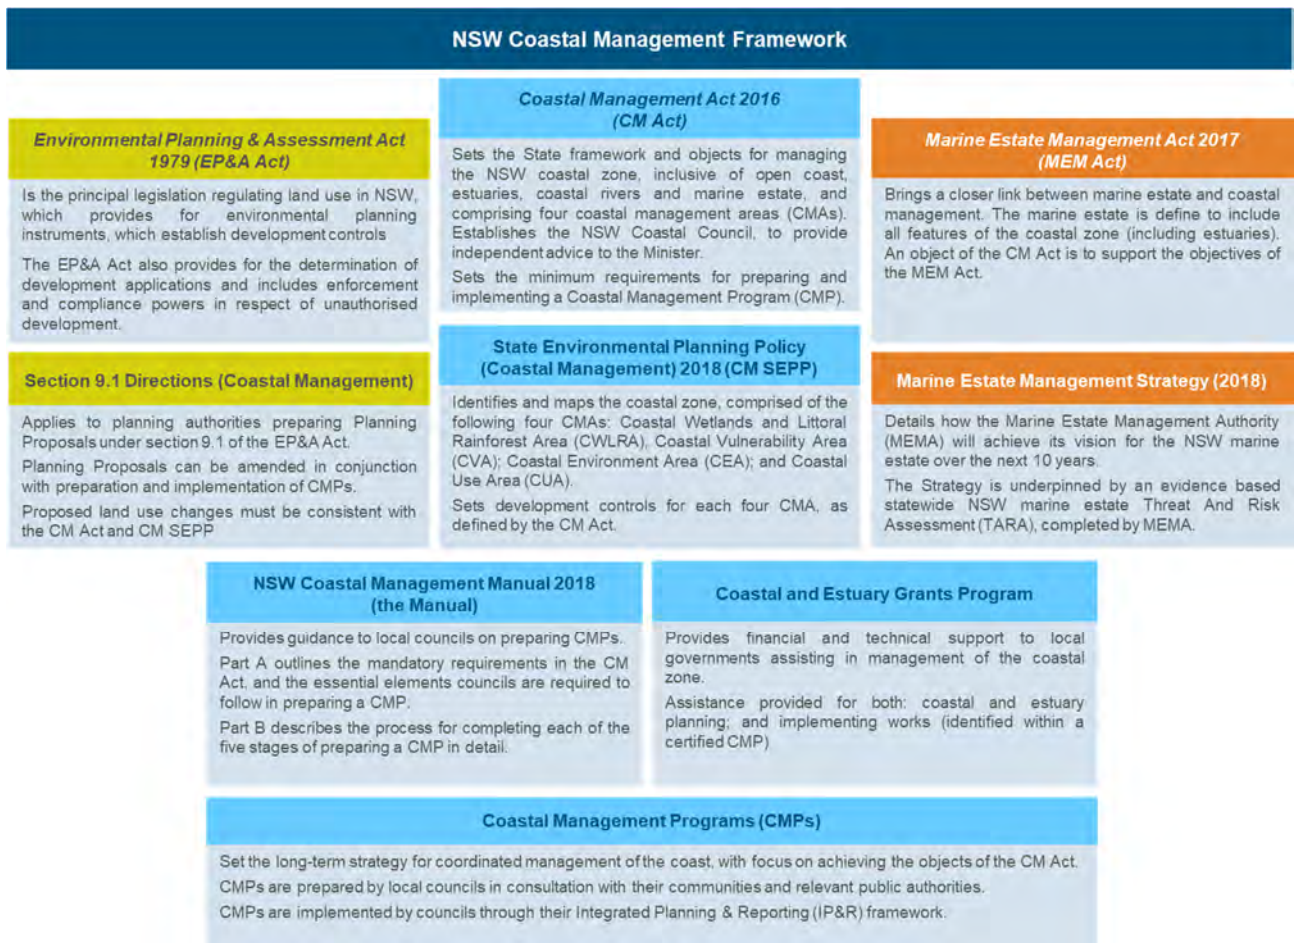 NSW Coastal Management Framework
Environmental Planning & Assessment Act
1979 (EP&A Act)
Is the principal legislation regulating land use in NSW,
which provides for environmental planning
instruments, which establish development controls
The EP&A Act also provides for the determination of
development applications and includes enforcement
and compliance powers in respect of unauthorised
development.
Coastal Management Act 2016
(CM Act)
Sets the State framework and objects for managing
the NSW coastal zone, inclusive of open coast,
estuaries, coastal rivers and marine estate, and
comprising four coastal management areas (CMAs).
Establishes the NSW Coastal Council, to provide
independent advice to the Minister.
Sets the minimum requirements for preparing and
implementing a Coastal Management Program (CMP).
Marine Estate Management Act 2017
(MEM Act)
Brings a closer link between marine estate and coastal
management. The marine estate is define to include
all features of the coastal zone (including estuaries).
An object of the CM Act is to support the objectives of
the MEM Act.
Section 9.1 Directions (Coastal Management)
Applies to planning authorities preparing Planning
Proposals under section 9.1 of the EP&A Act.
Planning Proposals can be amended in conjunction
with preparation and implementation of CMPs.
Proposed land use changes must be consistent with
the CM Act and CM SEPP
State Environmental Planning Policy
(Coastal Management) 2018 (CM SEPP)
Identifies and maps the coastal zone, comprised of the
following four CMAs: Coastal Wetlands and Littoral
Rainforest Area (CWLRA), Coastal Vulnerability Area
(CVA); Coastal Environment Area (CEA); and Coastal
Use Area (CUA).
Sets development controls for each four CMA, as
defined by the CM Act.
Marine Estate Management Strategy (2018)
Details how the Marine Estate Management Authority
(MEMA) will achieve its vision for the NSW marine
estate over the next 10 years.
The Strategy is underpinned by an evidence based
statewide NSW marine estate Threat And Risk
Assessment (TARA), completed by MEMA.
NSW Coastal Management Manual 2018
(the Manual)
Provides guidance to local councils on preparing CMPs.
Part A outlines the mandatory requirements in the CM
Act, and the essential elements councils are required to
follow in preparing a CMP.
Part B describes the process for completing each of the
five stages of preparing a CMP in detail.
Coastal and Estuary Grants Program
Provides financial and technical support to local
governments assisting in management of the coastal
zone.
Assistance provided for both: coastal and estuary
planning; and implementing works (identified within a
certified CMP)
Coastal Management Programs (CMPs)
Set the long-term strategy for coordinated management of the coast, with focus on achieving the objects of the CM Act.
CMPs are prepared by local councils in consultation with their communities and relevant public authorities.
CMPs are implemented by councils through their Integrated Planning & Reporting (IP&R) framework.